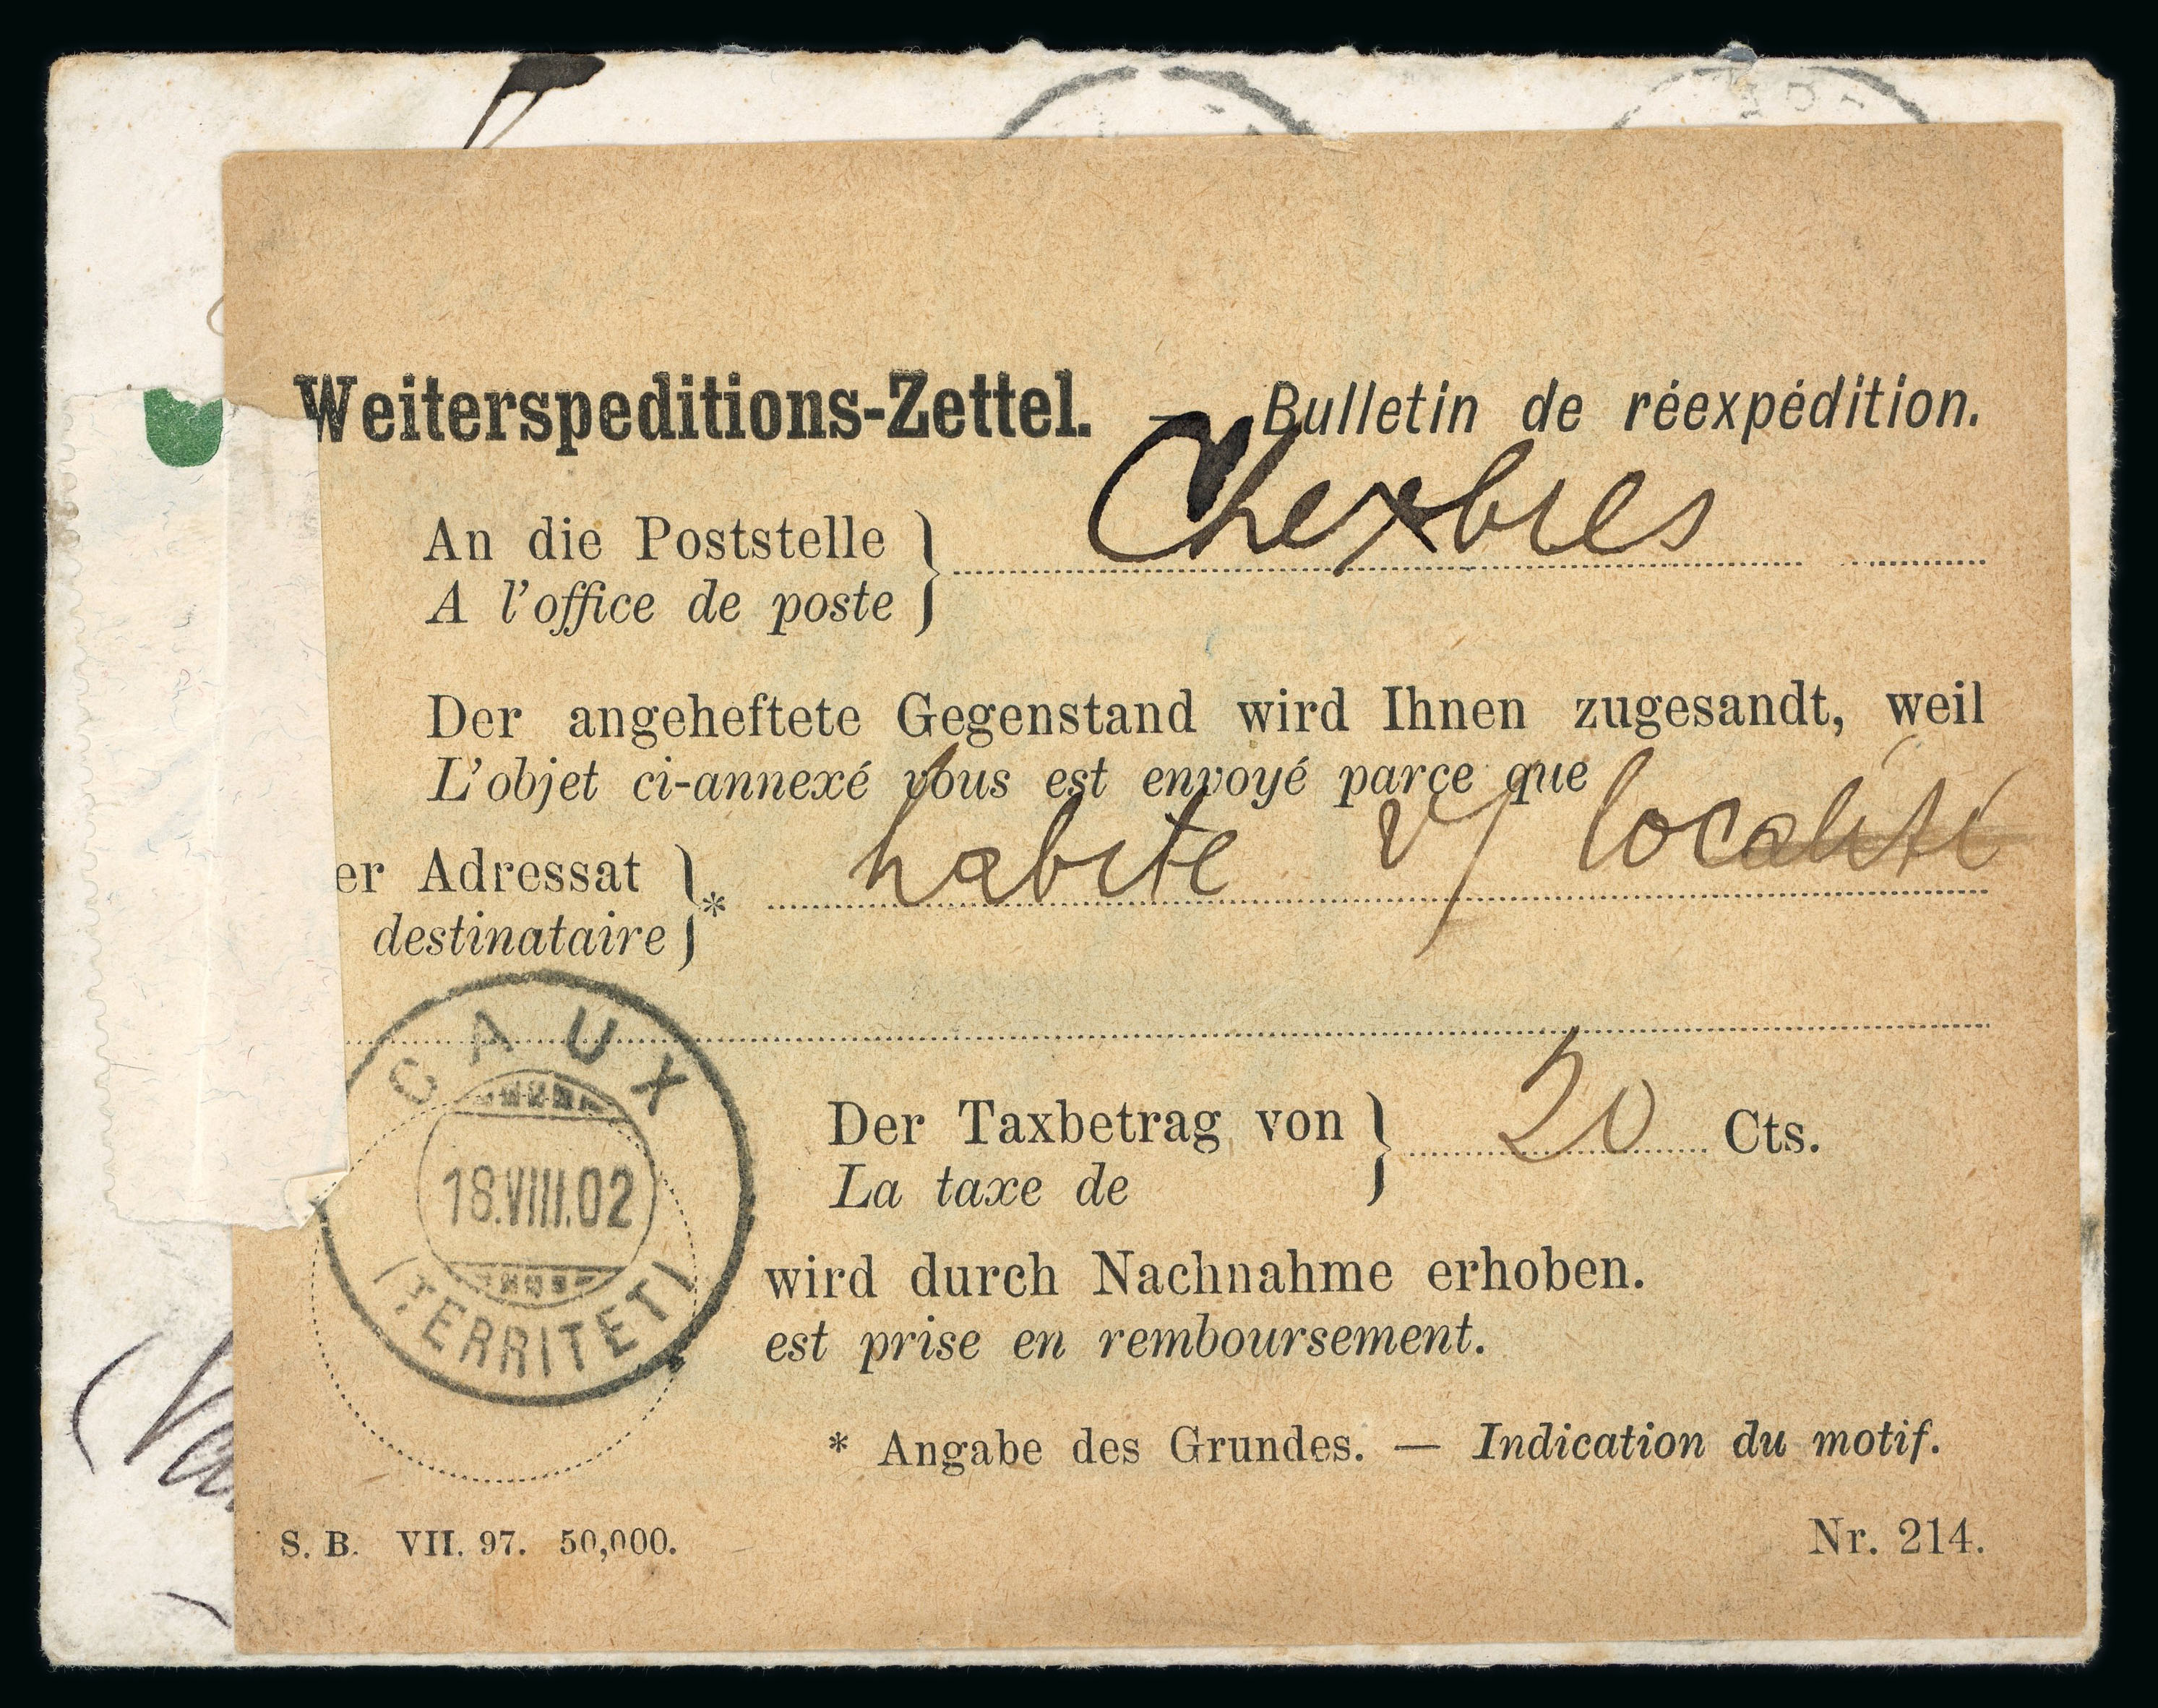 Weiterspeditions-Zettel. — Bulletin de réexpédition.
An die Poststelle } Chexbres
A l'office de poste
Der angeheftete Gegenstand wird Ihnen zugesandt, weil
L'objet ci-annexé vous est envoyé parce que
er Adressat }* habite v/ localité
destinataire
CAUX
18.VIII.02
(TERRITET)
Der Taxbetrag von } 20 Cts.
La taxe de
wird durch Nachnahme erhoben.
est prise en remboursement.
* Angabe des Grundes. — Indication du motif.
S. B. VII. 97. 50,000.
Nr. 214.